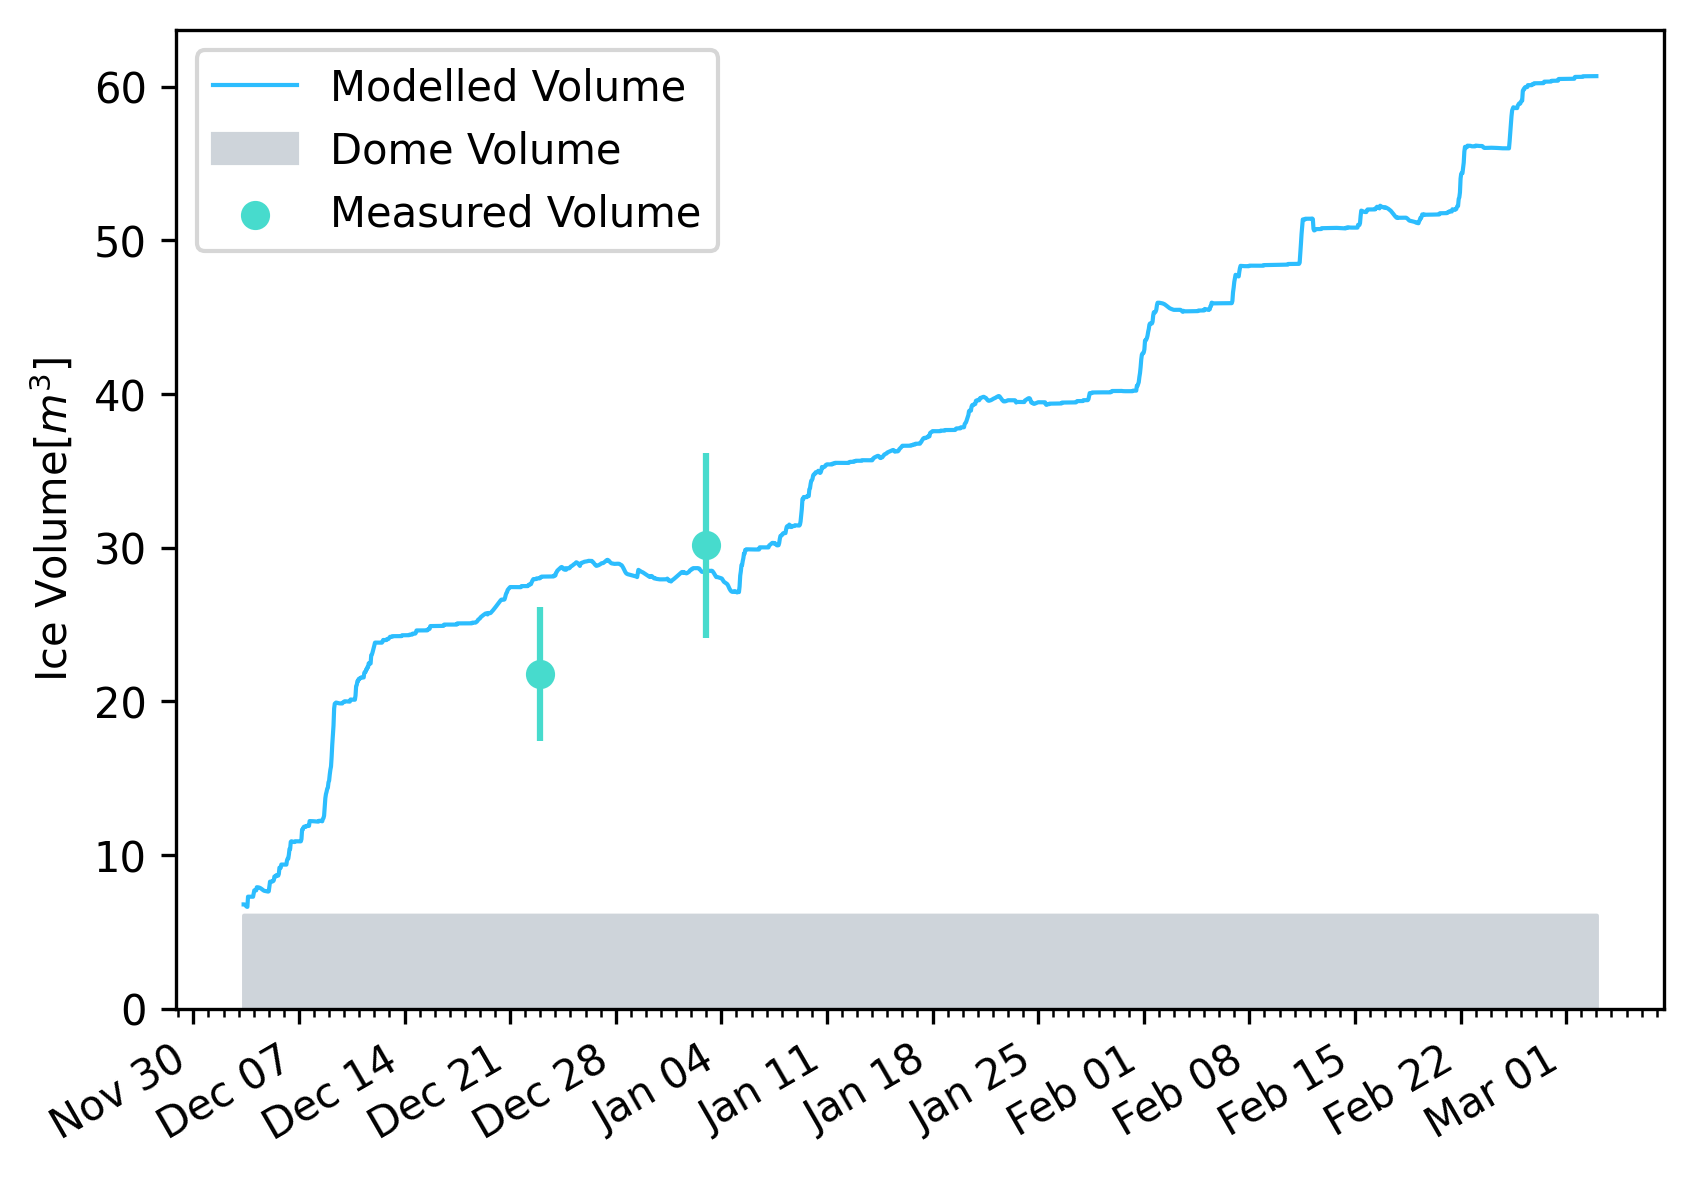 Modelled Volume
Dome Volume
Measured Volume
Ice Volume[m³]
60
50
40
30
20
10
0
Nov 30
Dec 07
Dec 14
Dec 21
Dec 28
Jan 04
Jan 11
Jan 18
Jan 25
Feb 01
Feb 08
Feb 15
Feb 22
Mar 01